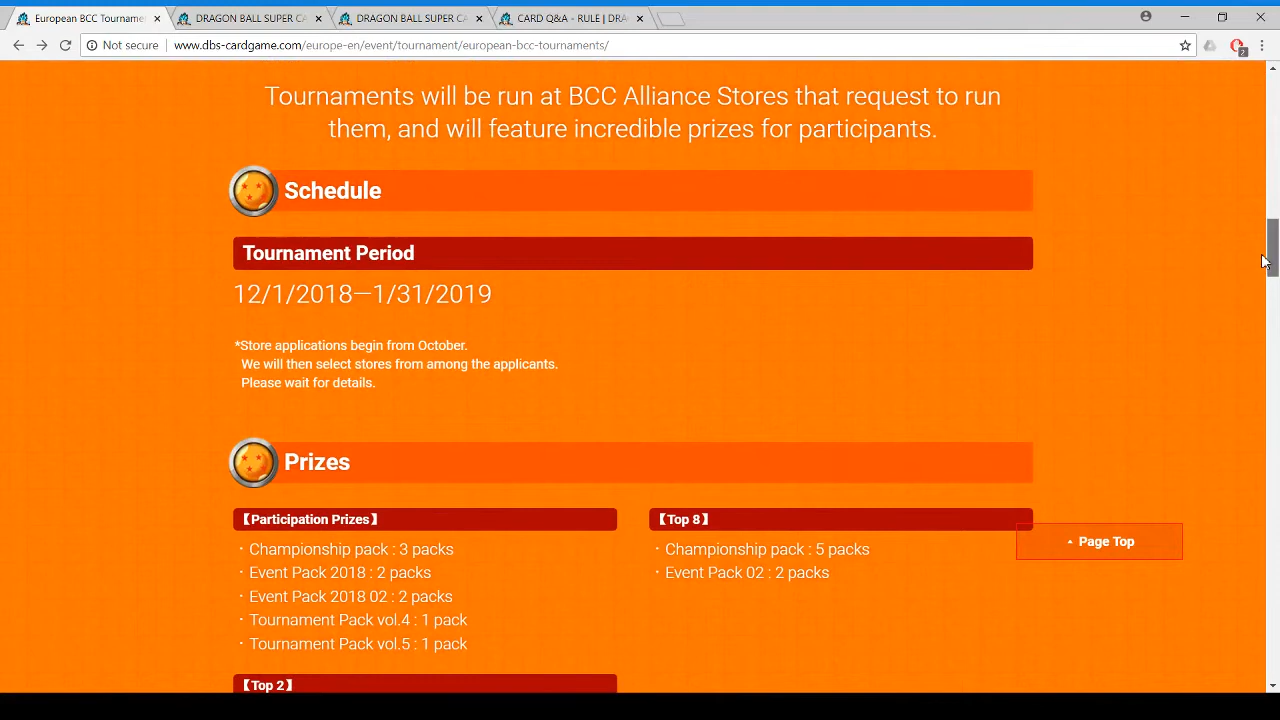 European BCC Tourname
DRAGON BALL SUPER CA
DRAGON BALL SUPER CA
CARD Q&A - RULE | DRA
Not secure
www.dbs-cardgame.com/europe-en/event/tournament/european-bcc-tournaments/
2
Tournaments will be run at BCC Alliance Stores that request to run
them, and will feature incredible prizes for participants.
Schedule
Tournament Period
12/1/2018—1/31/2019
*Store applications begin from October.
We will then select stores from among the applicants.
Please wait for details.
Prizes
【Participation Prizes】
・Championship pack : 3 packs
・Event Pack 2018 : 2 packs
・Event Pack 2018 02 : 2 packs
・Tournament Pack vol.4 : 1 pack
・Tournament Pack vol.5 : 1 pack
【Top 8】
・Championship pack : 5 packs
・Event Pack 02 : 2 packs
Page Top
【Top 2】